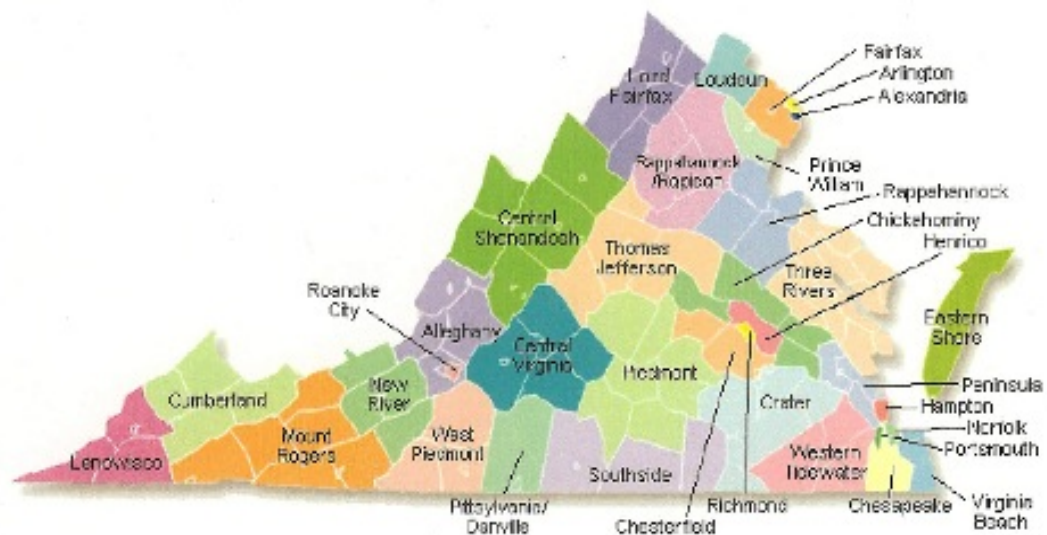 Fairfax
Arlington
Alexandria
Lord
Fairfax
Loudoun
Rappahannock
/Rapidan
Prince
William
Rappahannock
Chickahominy
Henrico
Central
Shenandoah
Thomas
Jefferson
Three
Rivers
Roanoke
City
Alleghany
Central
Virginia
Eastern
Shore
Cumberland
New
River
Piedmont
Peninsula
Hampton
Norfolk
Portsmouth
Crater
Lenowisco
Mount
Rogers
West
Piedmont
Western
Tidewater
Southside
Pittsylvania/
Danville
Chesterfield
Richmond
Chesapeake
Virginia
Beach